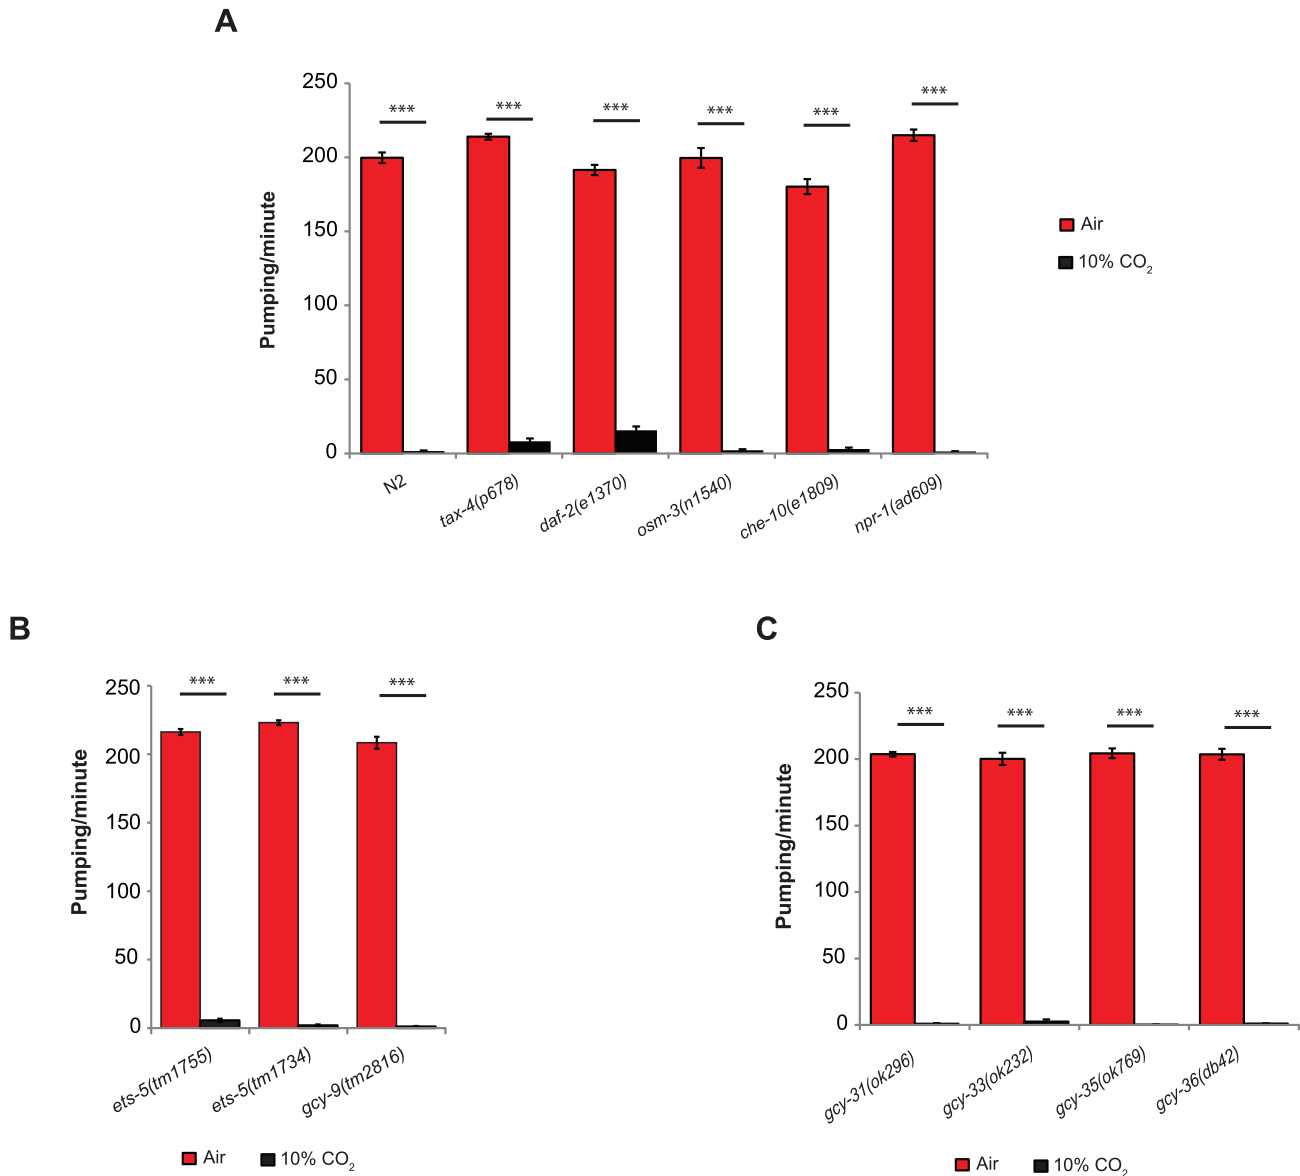 A
250
200
150
100
50
0
Pumping/minute
***
***
***
***
***
***
N2
tax-4(p678)
daf-2(e1370)
osm-3(n1540)
che-10(e1809)
npr-1(ad609)
Air
10% CO₂
B
250
200
150
100
50
0
Pumping/minute
***
***
***
ets-5(tm1755)
ets-5(tm1734)
gcy-9(tm2816)
Air
10% CO₂
C
250
200
150
100
50
0
Pumping/minute
***
***
***
***
gcy-31(ok296)
gcy-33(ok232)
gcy-35(ok769)
gcy-36(db42)
Air
10% CO₂